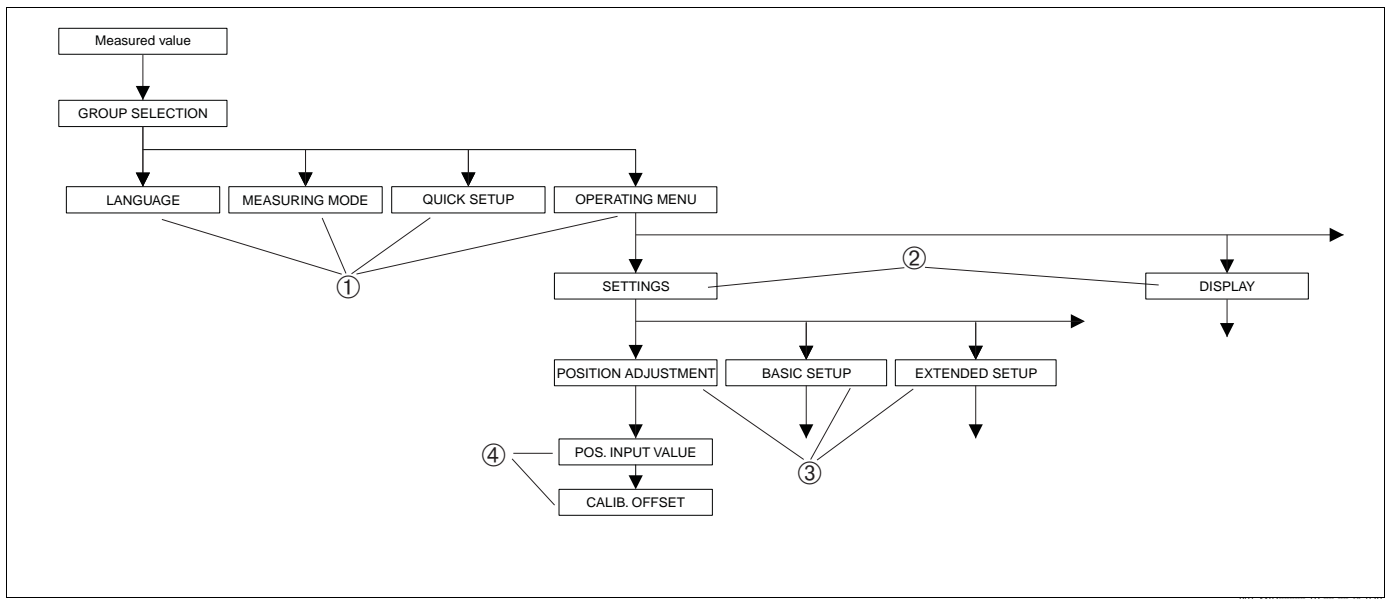 Measured value
GROUP SELECTION
LANGUAGE
MEASURING MODE
QUICK SETUP
OPERATING MENU
①
②
SETTINGS
DISPLAY
POSITION ADJUSTMENT
BASIC SETUP
EXTENDED SETUP
④
POS. INPUT VALUE
③
CALIB. OFFSET